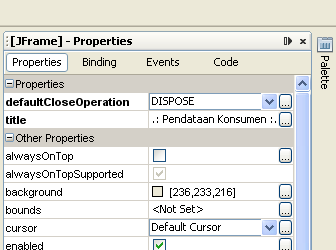 [JFrame] - Properties
Properties Binding Events Code
Properties
defaultCloseOperation DISPOSE ...
title .: Pendataan Konsumen :. ...
Other Properties
alwaysOnTop ...
alwaysOnTopSupported
background [236,233,216] ...
bounds <Not Set> ...
cursor Default Cursor ...
enabled ...
Palette